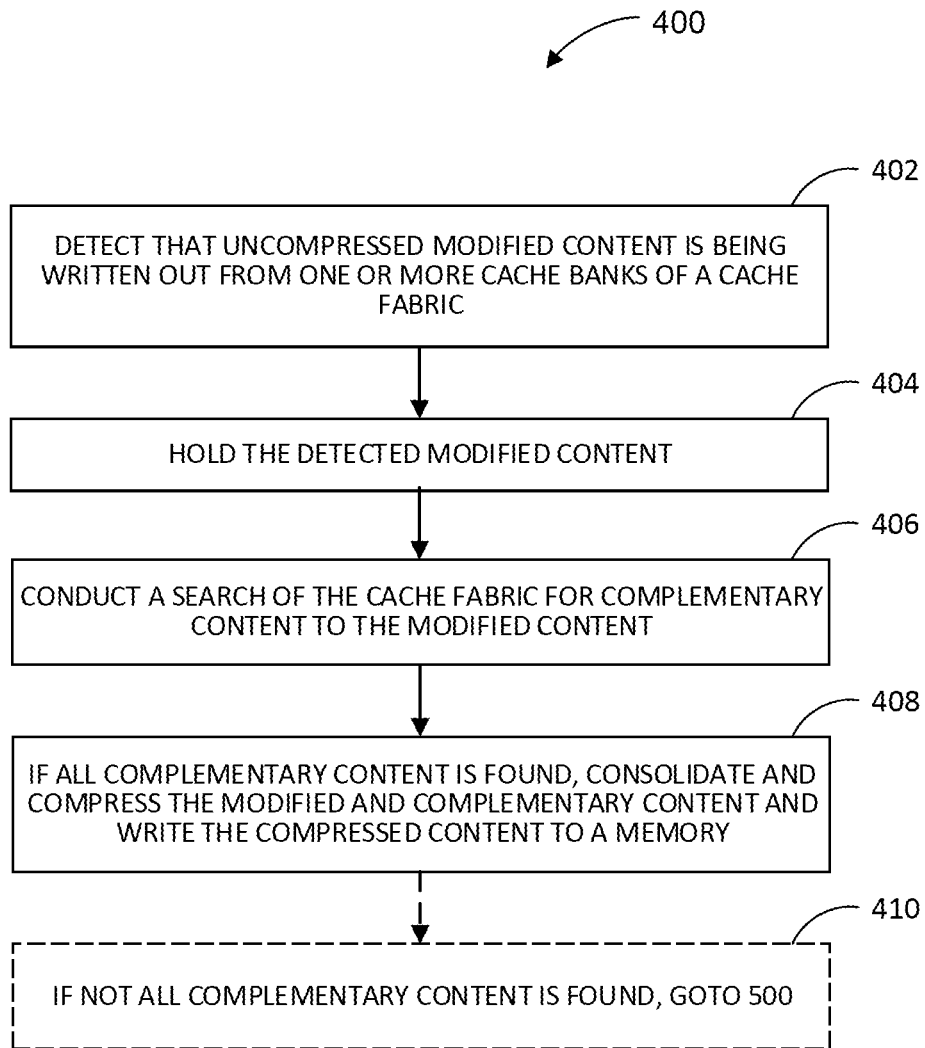 400
402
DETECT THAT UNCOMPRESSED MODIFIED CONTENT IS BEING
WRITTEN OUT FROM ONE OR MORE CACHE BANKS OF A CACHE
FABRIC
404
HOLD THE DETECTED MODIFIED CONTENT
406
CONDUCT A SEARCH OF THE CACHE FABRIC FOR COMPLEMENTARY
CONTENT TO THE MODIFIED CONTENT
408
IF ALL COMPLEMENTARY CONTENT IS FOUND, CONSOLIDATE AND
COMPRESS THE MODIFIED AND COMPLEMENTARY CONTENT AND
WRITE THE COMPRESSED CONTENT TO A MEMORY
410
IF NOT ALL COMPLEMENTARY CONTENT IS FOUND, GOTO 500